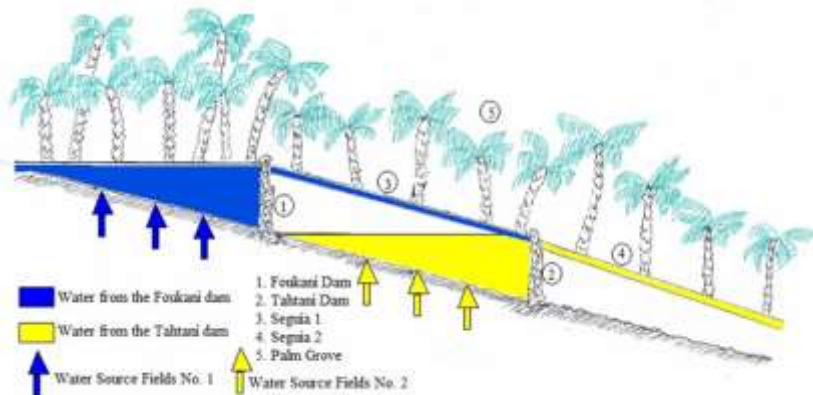 5
3
1
4
2
Water from the Foukani dam
Water from the Tahtani dam
Water Source Fields No. 1
1. Foukani Dam
2. Tahtani Dam
3. Seguia 1
4. Seguia 2
5. Palm Grove
Water Source Fields No. 2